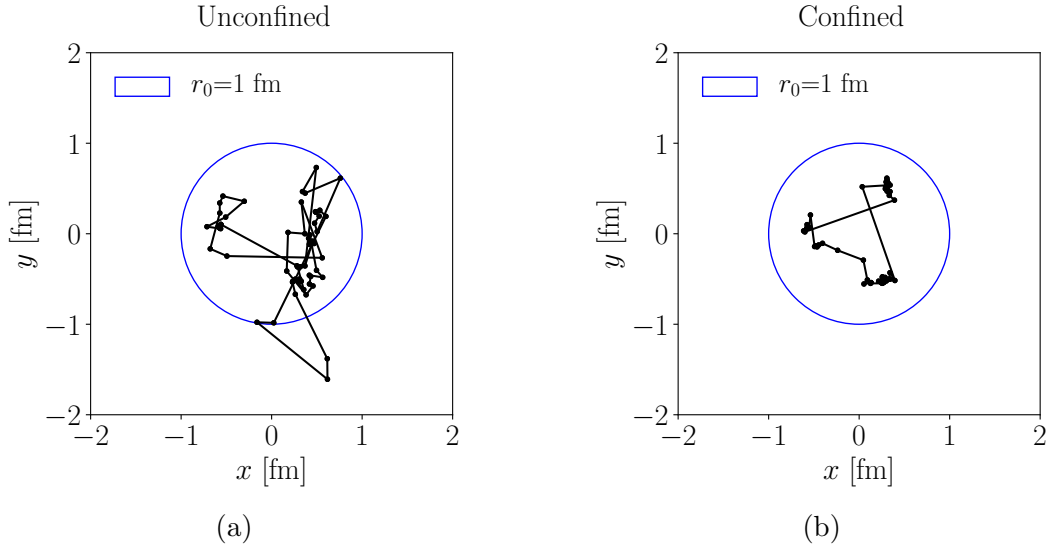 Unconfined
2
r₀=1 fm
1
0
−1
−2
y [fm]
−2 −1 0 1 2
x [fm]
(a)
Confined
2
r₀=1 fm
1
0
−1
−2
y [fm]
−2 −1 0 1 2
x [fm]
(b)